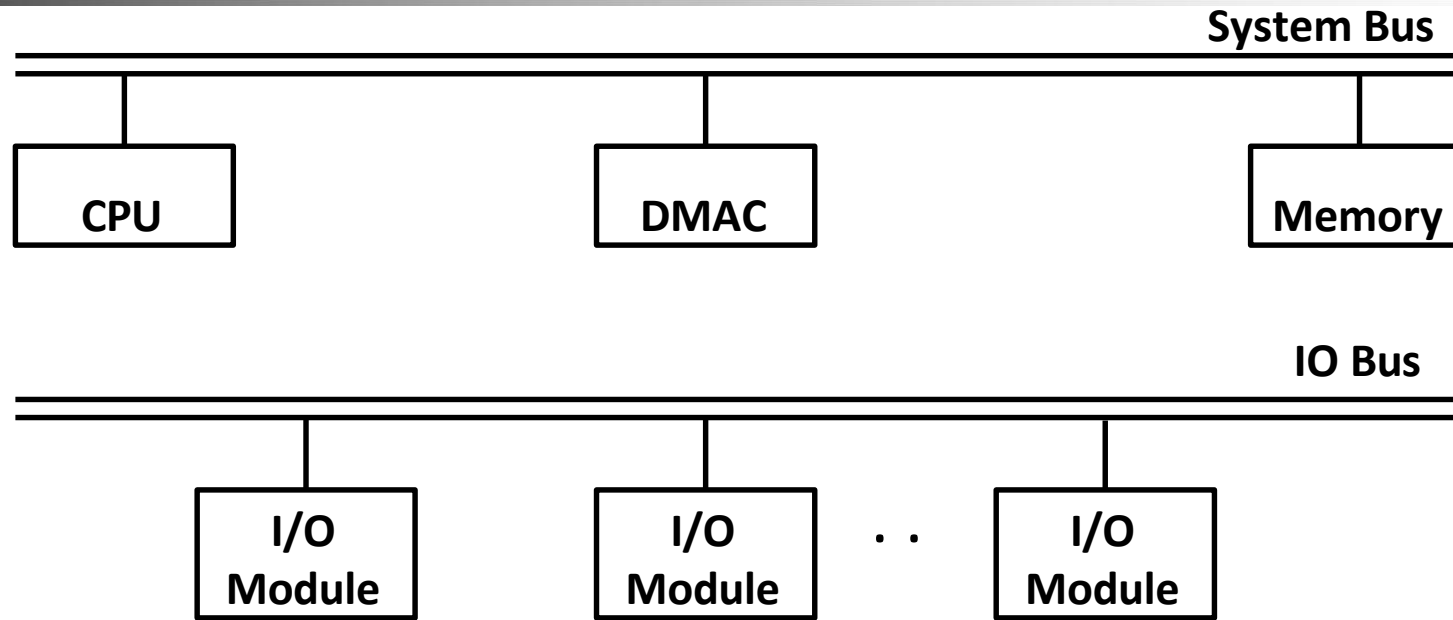 System Bus
CPU
DMAC
Memory
IO Bus
I/O
Module
I/O
Module
. .
I/O
Module